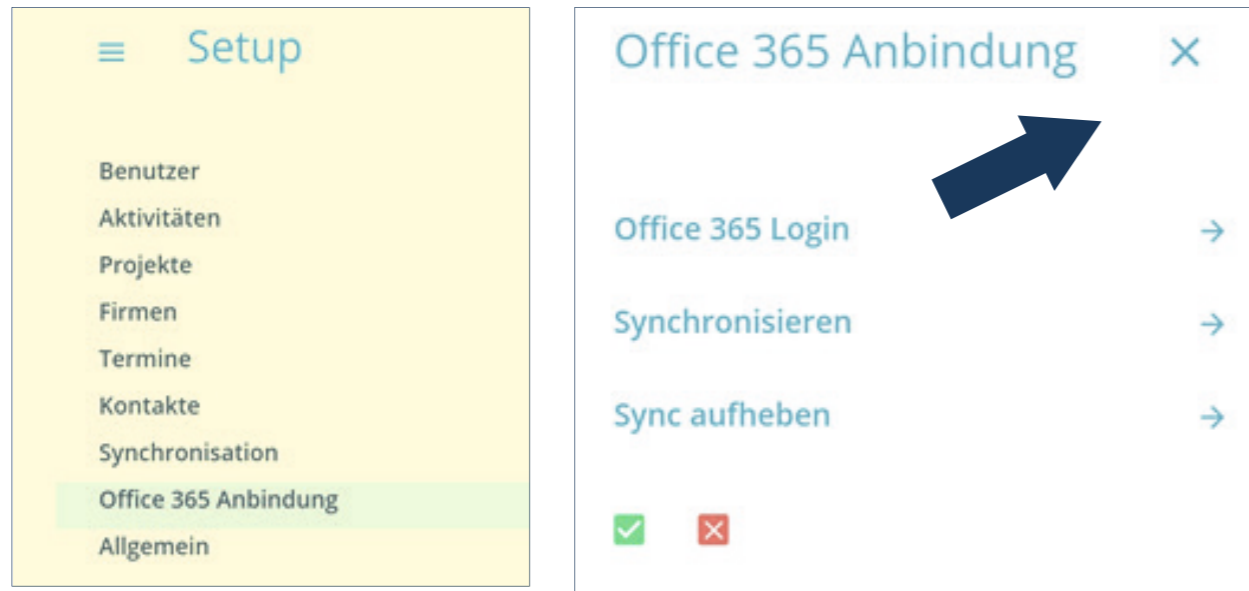 Setup
Benutzer
Aktivitäten
Projekte
Firmen
Termine
Kontakte
Synchronisation
Office 365 Anbindung
Allgemein
Office 365 Anbindung
Office 365 Login
Synchronisieren
Sync aufheben